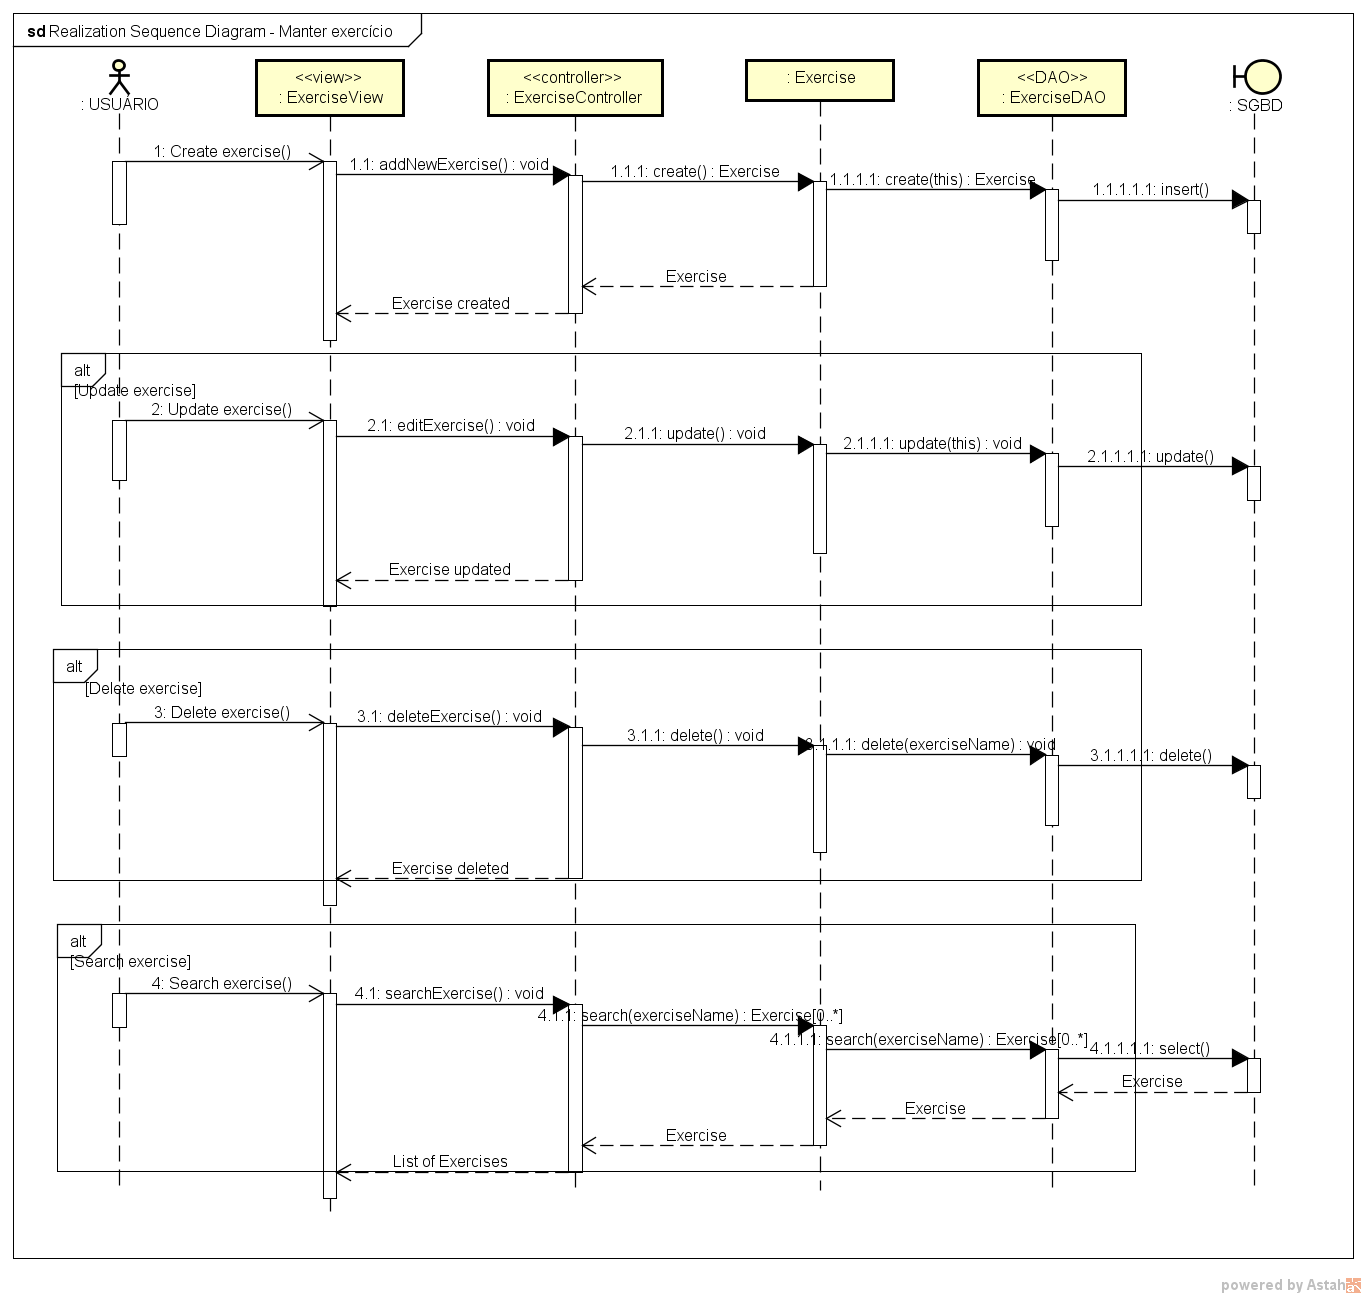 sd Realization Sequence Diagram - Manter exercício
: USUÁRIO
<<view>>
: ExerciseView
<<controller>>
: ExerciseController
: Exercise
<<DAO>>
: ExerciseDAO
: SGBD
1: Create exercise()
1.1: addNewExercise() : void
1.1.1: create() : Exercise
1.1.1.1: create(this) : Exercise
1.1.1.1.1: insert()
Exercise
Exercise created
alt
[Update exercise]
2: Update exercise()
2.1: editExercise() : void
2.1.1: update() : void
2.1.1.1: update(this) : void
2.1.1.1.1: update()
Exercise updated
alt
[Delete exercise]
3: Delete exercise()
3.1: deleteExercise() : void
3.1.1: delete() : void
3.1.1.1: delete(exerciseName) : void
3.1.1.1.1: delete()
Exercise deleted
alt
[Search exercise]
4: Search exercise()
4.1: searchExercise() : void
4.1.1: search(exerciseName) : Exercise[0..*]
4.1.1.1: search(exerciseName) : Exercise[0..*]
4.1.1.1.1: select()
Exercise
Exercise
Exercise
List of Exercises
powered by Astah